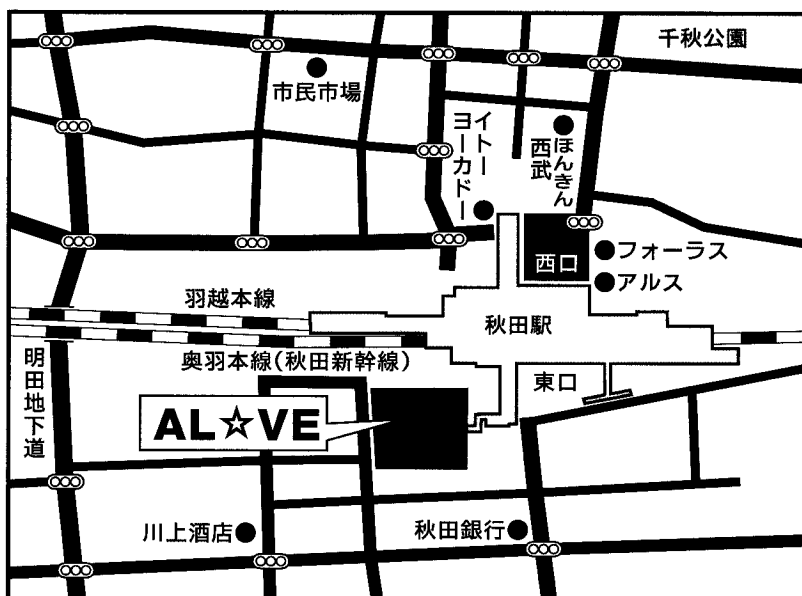 千秋公園
市民市場
イトー
ヨーカドー
ほんきん
西武
西口
フォーラス
アルス
羽越本線
秋田駅
奥羽本線(秋田新幹線)
明田地下道
東口
AL☆VE
川上酒店
秋田銀行